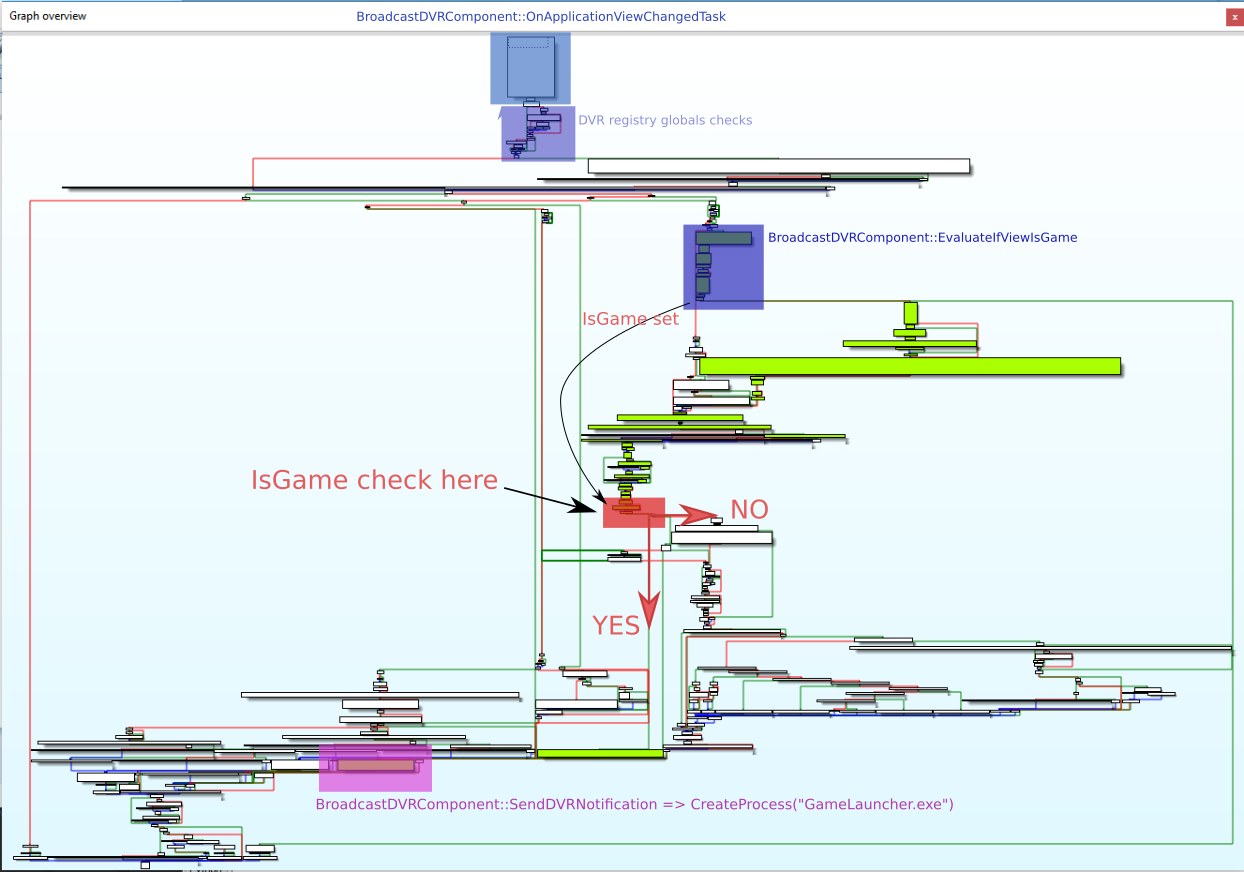 Graph overview
BroadcastDVRComponent::OnApplicationViewChangedTask
x
DVR registry globals checks
BroadcastDVRComponent::EvaluateIfViewIsGame
IsGame set
IsGame check here
NO
YES
BroadcastDVRComponent::SendDVRNotification => CreateProcess("GameLauncher.exe")